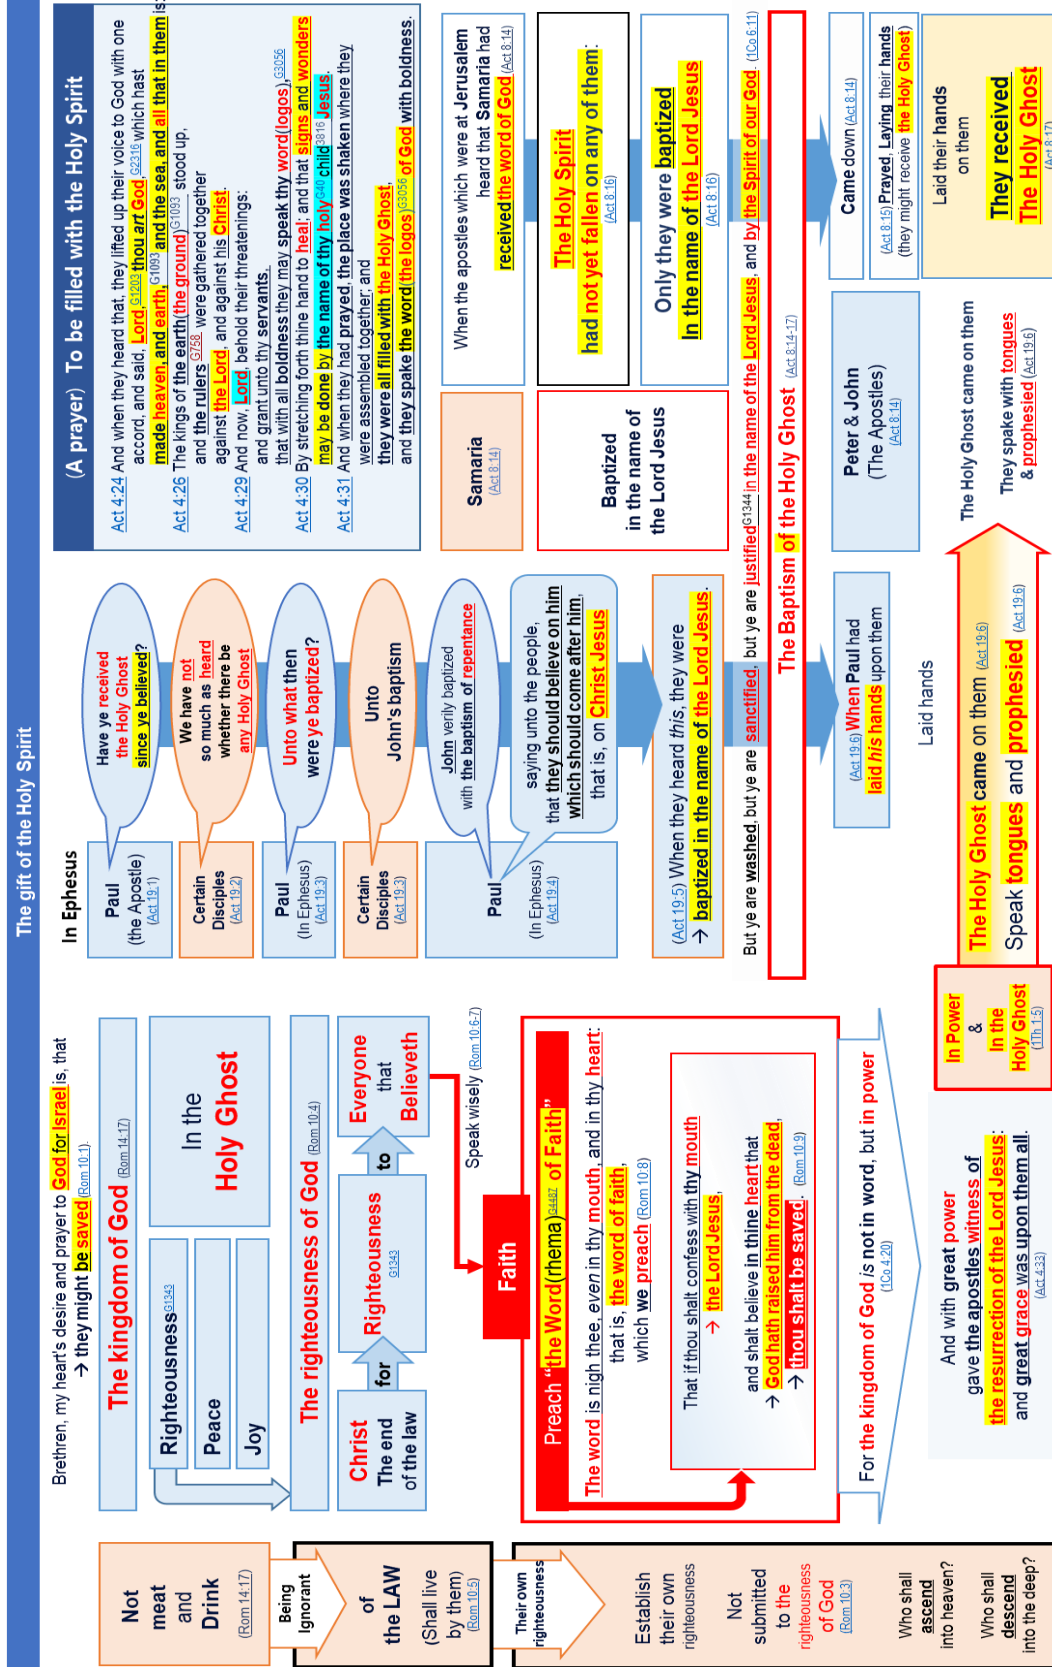 The gift of the Holy Spirit
Not
meat
and
Drink
(Rom 14:17)
Being
Ignorant
of
the LAW
(Shall live
by them)
(Rom 10:5)
Their own
righteousness
Establish
their own
righteousness
Not
submitted
to the
righteousness
of God
(Rom 10:3)
Who shall
ascend
into heaven?
Who shall
descend
into the deep?
Brethren, my heart's desire and prayer to God for Israel is, that
→ they might be saved (Rom 10:1).
The kingdom of God (Rom 14:17)
RighteousnessG1343
Peace
Joy
In the
Holy Ghost
The righteousness of God (Rom 10:4)
Christ
The end
of the law
for
Righteousness
G1343
to
Everyone
that
Believeth
Speak wisely (Rom 10:6-7)
Faith
Preach “the Word(rhema)G4487 of Faith”
The word is nigh thee, even in thy mouth, and in thy heart:
that is, the word of faith,
which we preach (Rom 10:8)
That if thou shalt confess with thy mouth
→ the Lord Jesus,
and shalt believe in thine heart that
→ God hath raised him from the dead,
→ thou shalt be saved. (Rom 10:9)
For the kingdom of God is not in word, but in power
(1Co 4:20)
And with great power
gave the apostles witness of
the resurrection of the Lord Jesus:
and great grace was upon them all.
(Act 4:33)
In Power
&
In the
Holy Ghost
(1Th 1:5)
The Holy Ghost came on them (Act 19:6)
Speak tongues and prophesied (Act 19:6)
In Ephesus
Paul
(the Apostle)
(Act 19:1)
Have ye received
the Holy Ghost
since ye believed?
Certain
Disciples
(Act 19:2)
We have not
so much as heard
whether there be
any Holy Ghost
Paul
(In Ephesus)
(Act 19:3)
Unto what then
were ye baptized?
Certain
Disciples
(Act 19:3)
Unto
John's baptism
Paul
(In Ephesus)
(Act 19:4)
John verily baptized
with the baptism of repentance
saying unto the people,
that they should believe on him
which should come after him,
that is, on Christ Jesus
(Act 19:5) When they heard this, they were
→ baptized in the name of the Lord Jesus.
But ye are washed, but ye are sanctified, but ye are justifiedG1344 in the name of the Lord Jesus, and by the Spirit of our God. (1Co 6:11)
The Baptism of the Holy Ghost (Act 8:14-17)
(Act 19:6) When Paul had
laid his hands upon them
Laid hands
(A prayer) To be filled with the Holy Spirit
Act 4:24 And when they heard that, they lifted up their voice to God with one
accord, and said, Lord,G1203 thou art God,G2316 which hast
made heaven, and earth,G1093 and the sea, and all that in them is:
Act 4:26 The kings of the earth(the ground)G1093 stood up,
and the rulers G758 were gathered together
against the Lord, and against his Christ.
Act 4:29 And now, Lord, behold their threatenings:
and grant unto thy servants,
that with all boldness they may speak thy word(logos),G3056
Act 4:30 By stretching forth thine hand to heal; and that signs and wonders
may be done by the name of thy holyG40 child3816 Jesus.
Act 4:31 And when they had prayed, the place was shaken where they
were assembled together; and
they were all filled with the Holy Ghost,
and they spake the word(the logos)G3056 of God with boldness.
Samaria
(Act 8:14)
When the apostles which were at Jerusalem
heard that Samaria had
received the word of God (Act 8:14)
Baptized
in the name of
the Lord Jesus
The Holy Spirit
had not yet fallen on any of them:
(Act 8:16)
Only they were baptized
In the name of the Lord Jesus
(Act 8:16)
Peter & John
(The Apostles)
(Act 8:14)
Came down (Act 8:14)
(Act 8:15) Prayed, Laying their hands
(they might receive the Holy Ghost)
Laid their hands
on them
They received
The Holy Ghost
(Act 8:17)
The Holy Ghost came on them
They spake with tongues
& prophesied (Act 19:6)